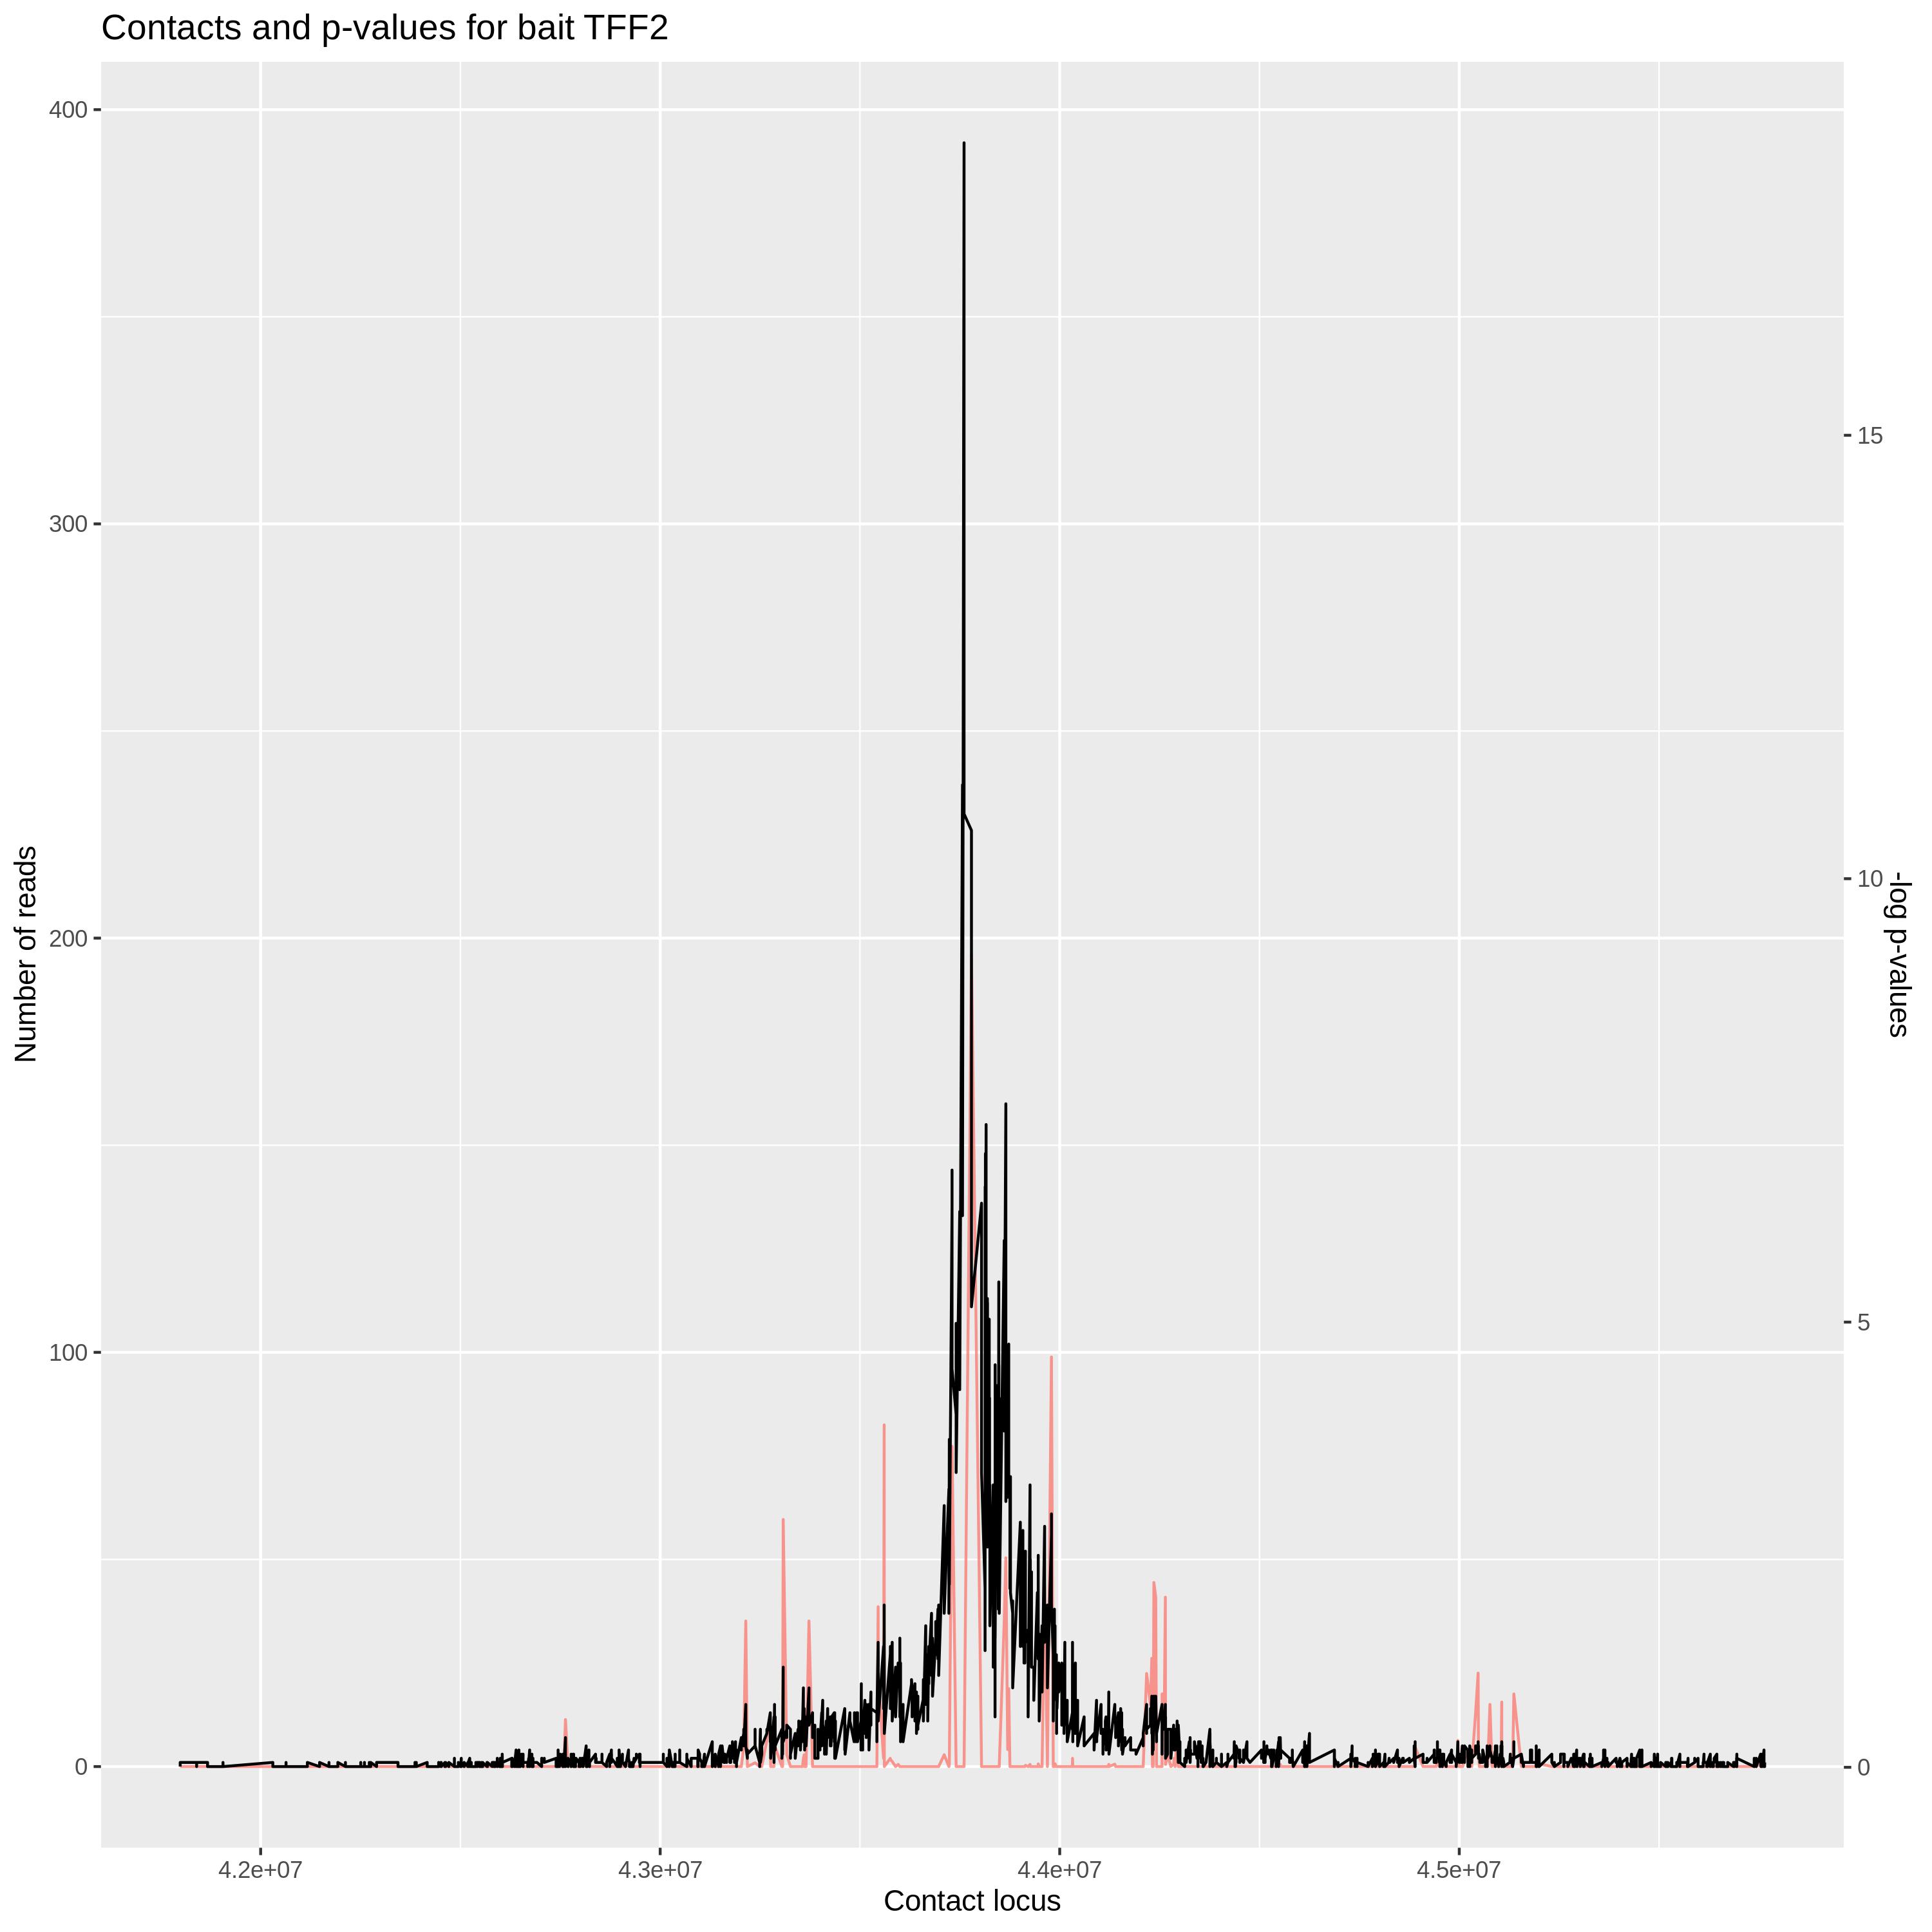 Contacts and p-values for bait TFF2
400
300
200
100
0
Number of reads
15
10
5
0
-log p-values
4.2e+07
4.3e+07
4.4e+07
4.5e+07
Contact locus